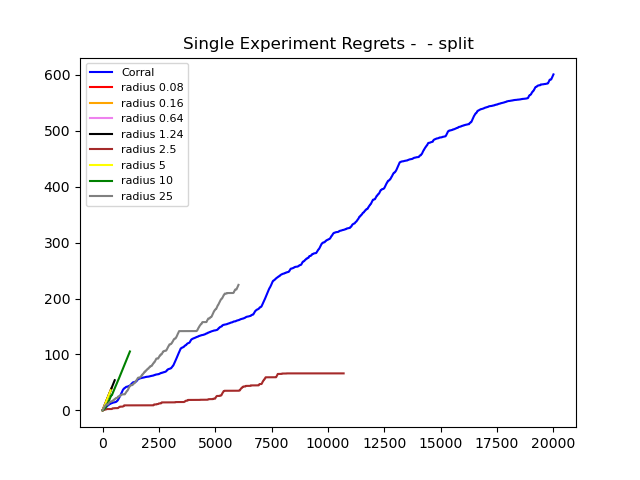 Single Experiment Regrets -  - split
600
500
400
300
200
100
0
Corral
radius 0.08
radius 0.16
radius 0.64
radius 1.24
radius 2.5
radius 5
radius 10
radius 25
0 2500 5000 7500 10000 12500 15000 17500 20000